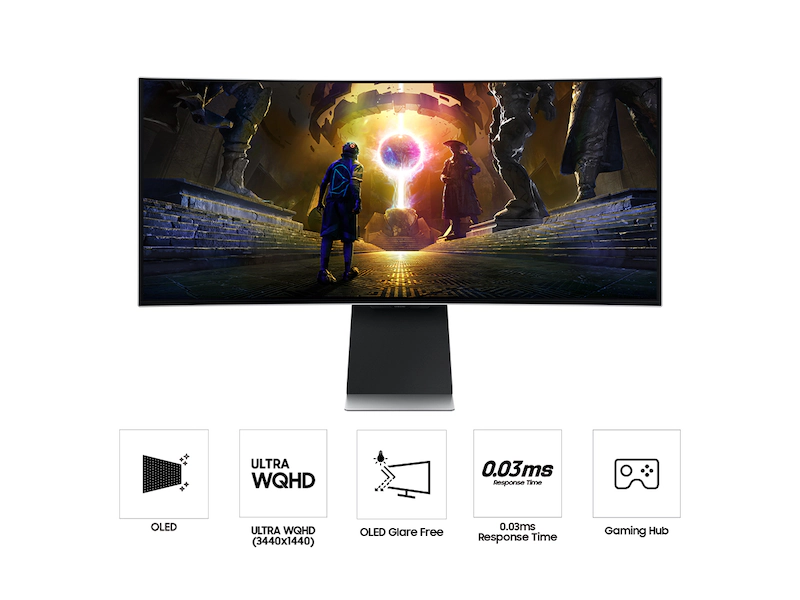 ULTRA
WQHD
0.03ms
Response Time
OLED
ULTRA WQHD
(3440x1440)
OLED Glare Free
0.03ms
Response Time
Gaming Hub